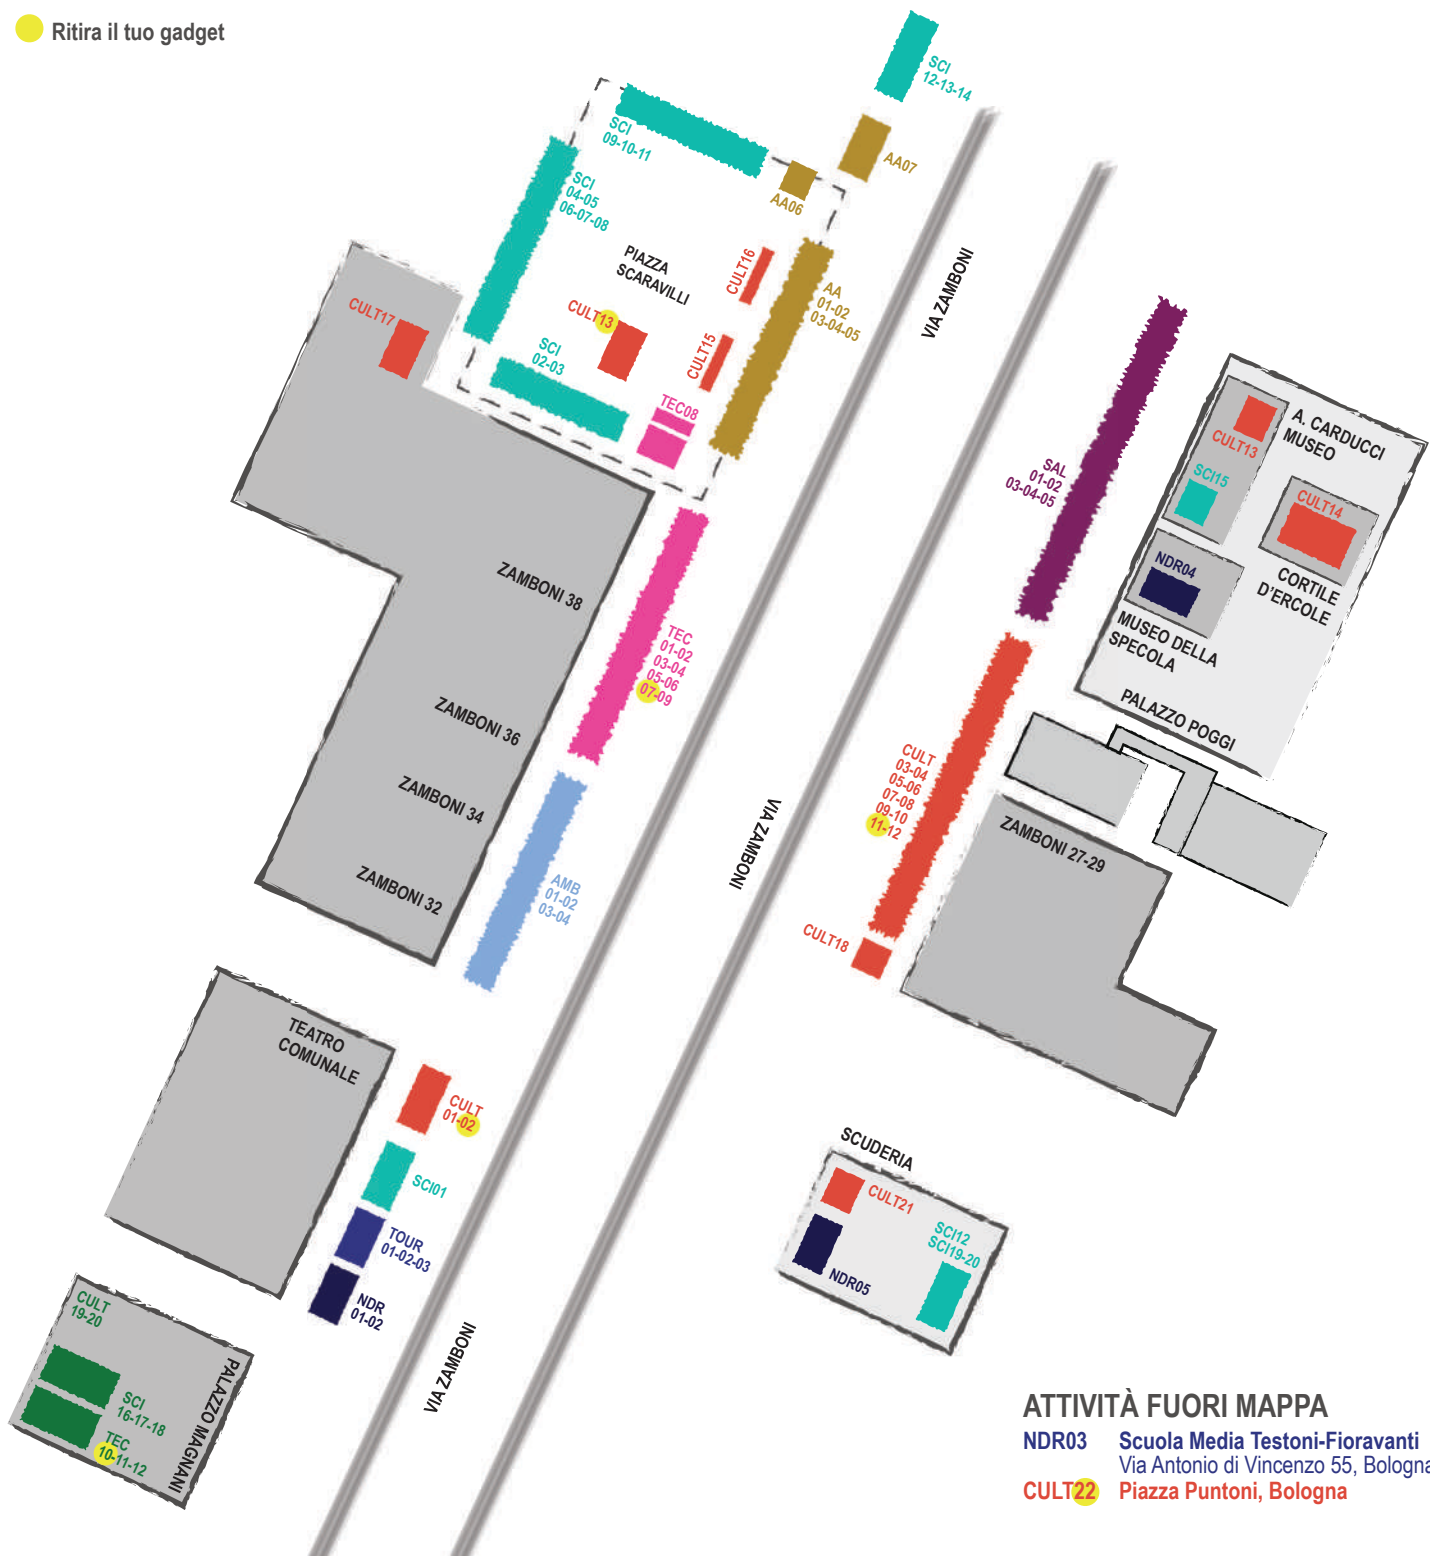 Ritira il tuo gadget
SCI
12-13-14
SCI
09-10-11
AA07
AA06
SCI
04-05
06-07-08
PIAZZA
SCARAVILLI
CULT16
CULT13
CULT15
AA
01-02
03-04-05
VIA ZAMBONI
CULT17
SCI
02-03
TEC08
SAL
01-02
03-04-05
A. CARDUCCI
MUSEO
CULT13
SCI15
CULT14
NDR04
CORTILE
D'ERCOLE
MUSEO DELLA
SPECOLA
PALAZZO POGGI
ZAMBONI 38
TEC
01-02
03-04
05-06
07-09
ZAMBONI 36
ZAMBONI 34
ZAMBONI 32
AMB
01-02
03-04
VIA ZAMBONI
CULT
03-04
05-06
07-08
09-10
11-12
ZAMBONI 27-29
CULT18
TEATRO
COMUNALE
CULT
01-02
SCI01
TOUR
01-02-03
NDR
01-02
SCUDERIA
CULT21
SCI12
SCI19-20
NDR05
CULT
19-20
SCI
16-17-18
TEC
10-11-12
PALAZZO MAGNANI
VIA ZAMBONI
ATTIVITÀ FUORI MAPPA
NDR03 Scuola Media Testoni-Fioravanti
Via Antonio di Vincenzo 55, Bologna
CULT22 Piazza Puntoni, Bologna